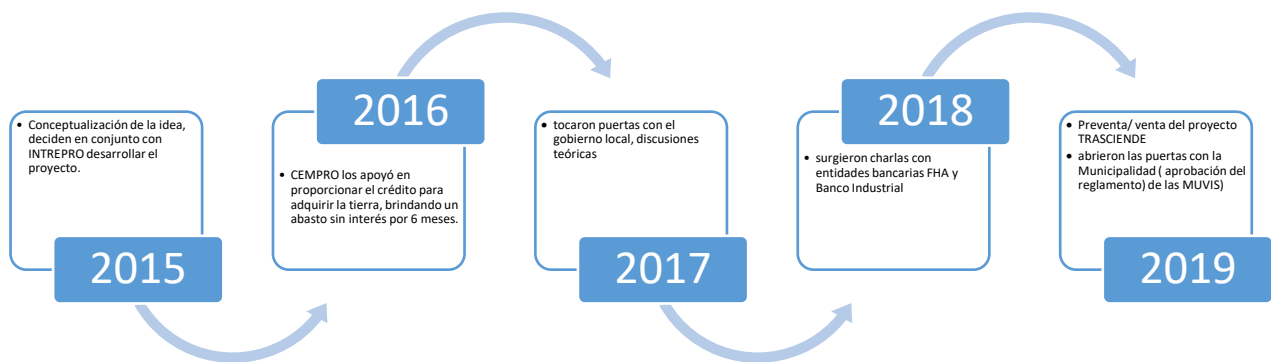 • Conceptualización de la idea,
deciden en conjunto con
INTREPRO desarrollar el
proyecto.
2015
2016
• CEMPRO los apoyó en
proporcionar el crédito para
adquirir la tierra, brindando un
abasto sin interés por 6 meses.
• tocaron puertas con el
gobierno local, discusiones
teóricas
2017
2018
• surgieron charlas con
entidades bancarias FHA y
Banco Industrial
• Preventa/ venta del proyecto
TRASCIENDE
• abrieron las puertas con la
Municipalidad ( aprobación del
reglamento) de las MUVIS)
2019